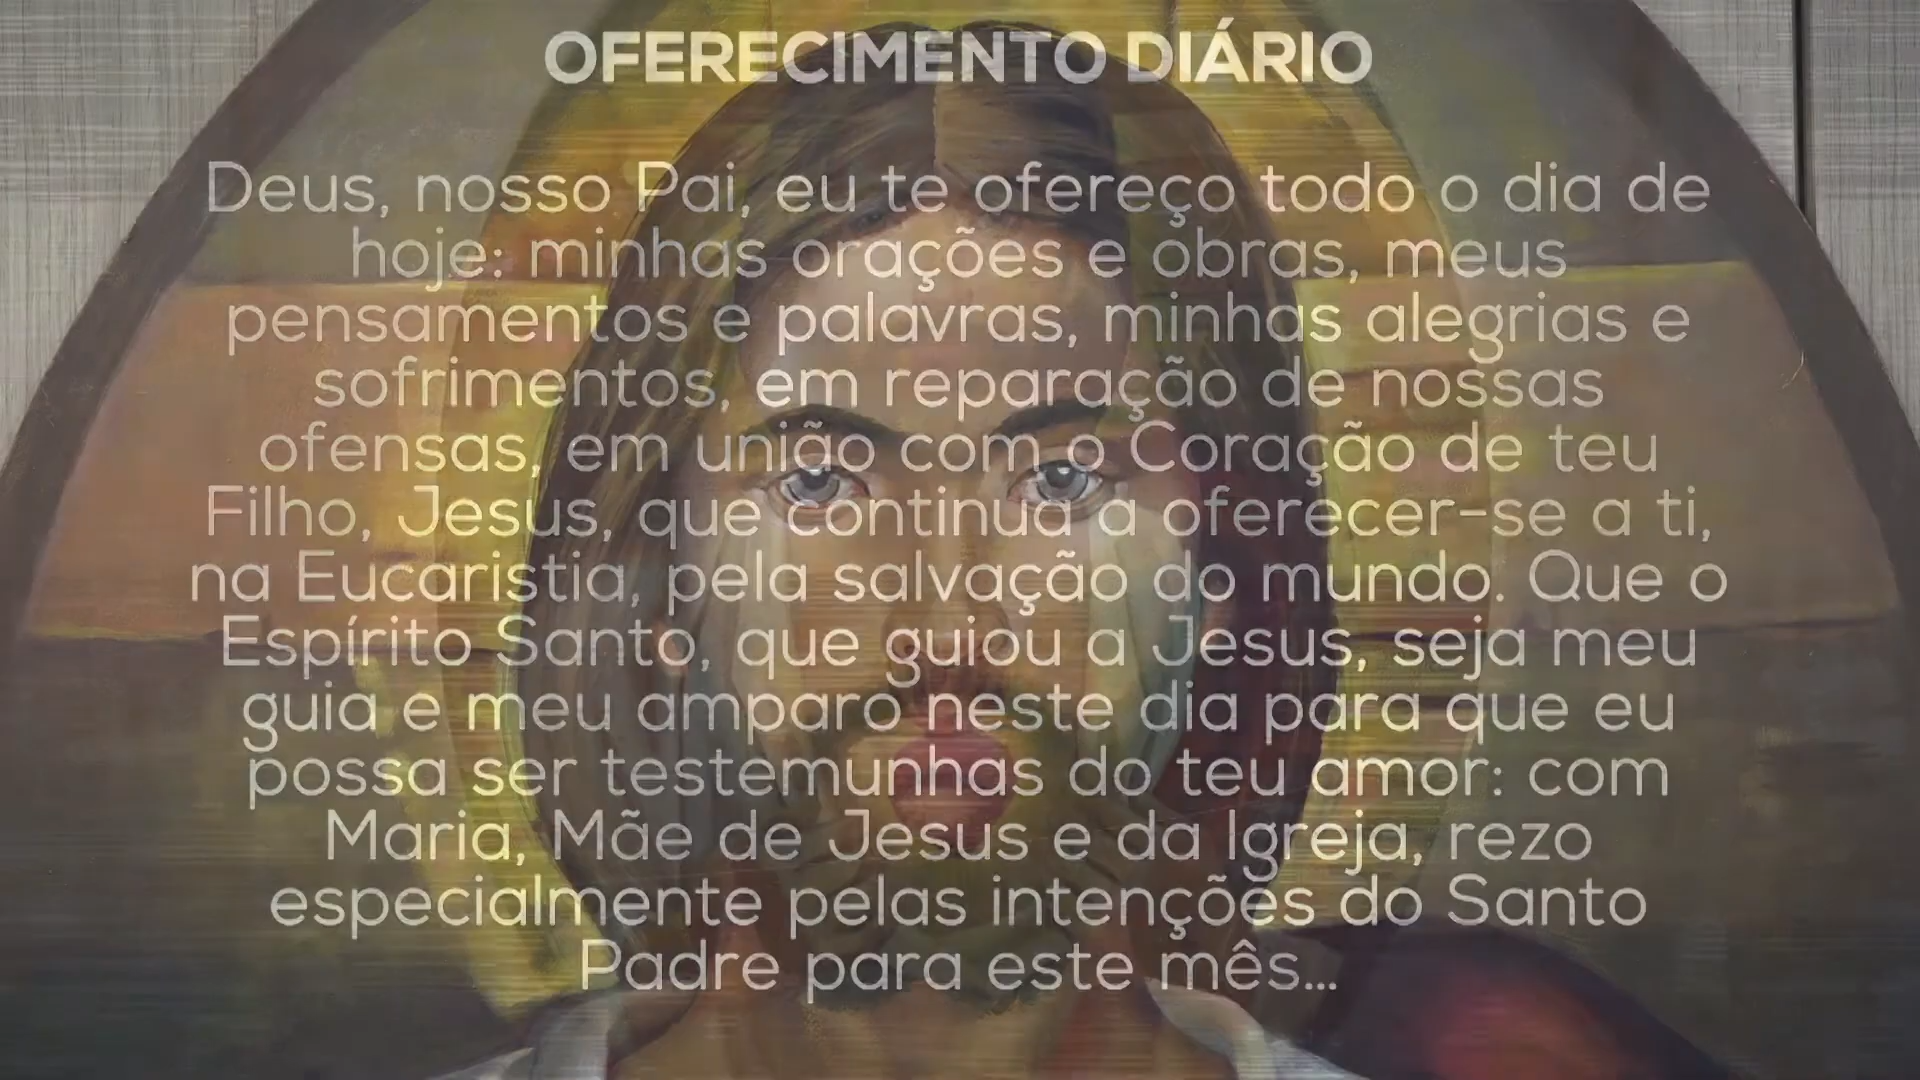 OFERECIMENTO DIÁRIO
Deus, nosso Pai, eu te ofereço todo o dia de
hoje: minhas orações e obras, meus
pensamentos e palavras, minhas alegrias e
sofrimentos, em reparação de nossas
ofensas, em união com o Coração de teu
Filho, Jesus, que continua a oferecer-se a ti,
na Eucaristia, pela salvação do mundo. Que o
Espírito Santo, que guiou a Jesus, seja meu
guia e meu amparo neste dia para que eu
possa ser testemunhas do teu amor: com
Maria, Mãe de Jesus e da Igreja, rezo
especialmente pelas intenções do Santo
Padre para este mês...